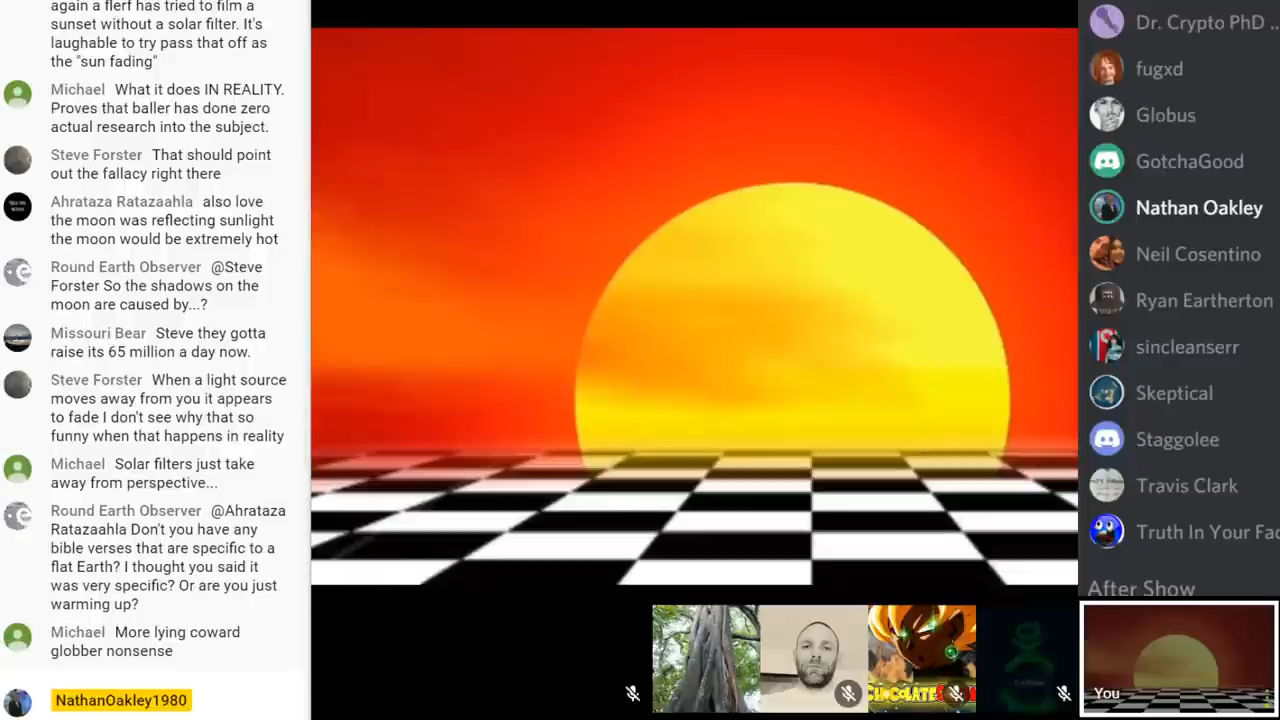 again a flerf has tried to film a
sunset without a solar filter. It's
laughable to try pass that off as
the "sun fading"
Michael What it does IN REALITY.
Proves that baller has done zero
actual research into the subject.
Steve Forster That should point
out the fallacy right there
Ahrataza Ratazaahla also love
the moon was reflecting sunlight
the moon would be extremely hot
Round Earth Observer @Steve
Forster So the shadows on the
moon are caused by...?
Missouri Bear Steve they gotta
raise its 65 million a day now.
Steve Forster When a light source
moves away from you it appears
to fade I don't see why that so
funny when that happens in reality
Michael Solar filters just take
away from perspective...
Round Earth Observer @Ahrataza
Ratazaahla Don't you have any
bible verses that are specific to a
flat Earth? I thought you said it
was very specific? Or are you just
warming up?
Michael More lying coward
globber nonsense
NathanOakley1980
Dr. Crypto PhD ..
fugxd
Globus
GotchaGood
Nathan Oakley
Neil Cosentino
Ryan Eartherton
sincleanserr
Skeptical
Staggolee
Travis Clark
Truth In Your Fac
After Show
You